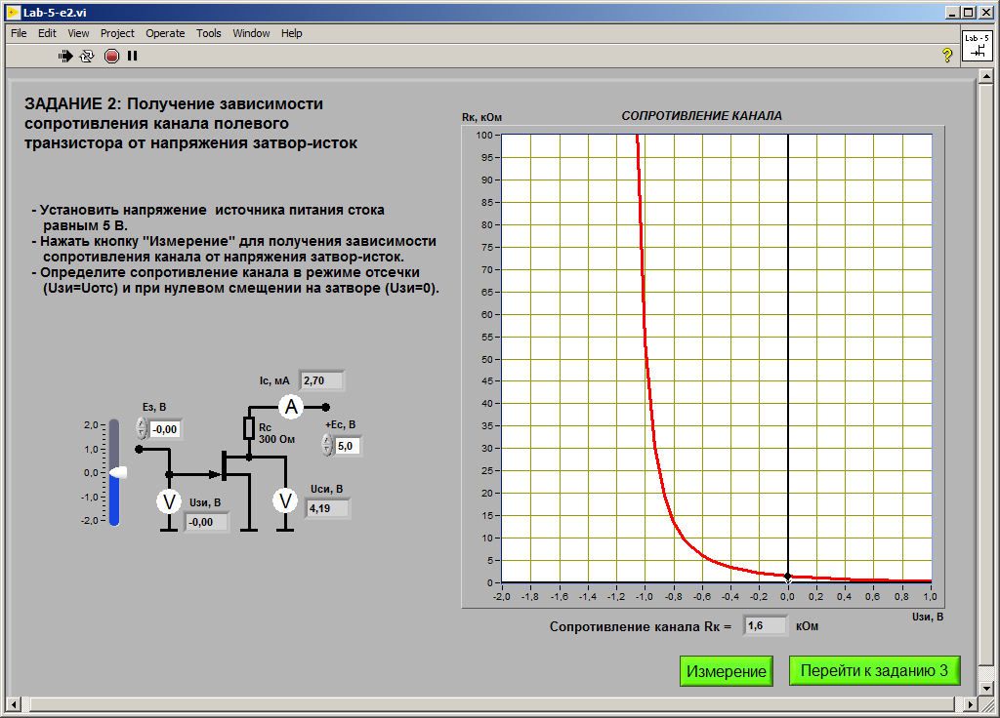 Lab-5-e2.vi
File Edit View Project Operate Tools Window Help
?
Lab - 5
ЗАДАНИЕ 2: Получение зависимости
сопротивления канала полевого
транзистора от напряжения затвор-исток
- Установить напряжение источника питания стока
равным 5 В.
- Нажать кнопку "Измерение" для получения зависимости
сопротивления канала от напряжения затвор-исток.
- Определите сопротивление канала в режиме отсечки
(Uзи=Uотс) и при нулевом смещении на затворе (Uзи=0).
Iс, мА 2,70
A
Eз, В
-0,00
Rс
300 Ом
+Eс, В
5,0
2,0
1,0
0,0
-1,0
-2,0
V
Uзи, В
-0,00
V
Uси, В
4,19
Rк, кОм
СОПРОТИВЛЕНИЕ КАНАЛА
100
95
90
85
80
75
70
65
60
55
50
45
40
35
30
25
20
15
10
5
0
-2,0 -1,8 -1,6 -1,4 -1,2 -1,0 -0,8 -0,6 -0,4 -0,2 0,0 0,2 0,4 0,6 0,8 1,0
Uзи, В
Сопротивление канала Rк = 1,6 кОм
Измерение
Перейти к заданию 3